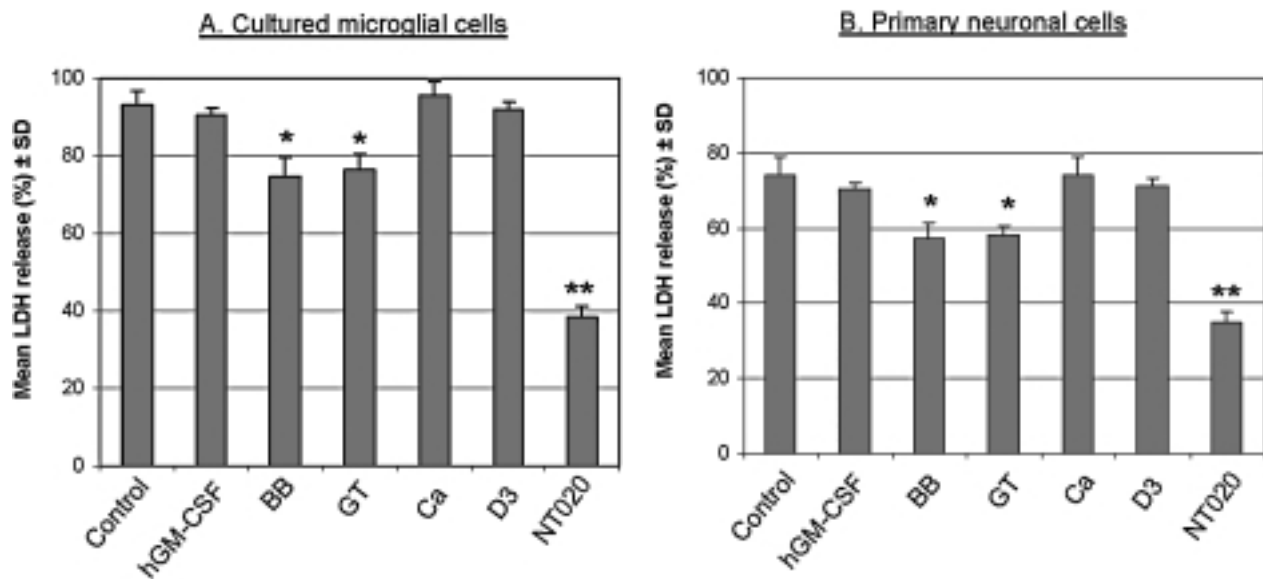 A. Cultured microglial cells
Mean LDH release (%) ± SD
100
80
60
40
20
0
*
*
**
Control
hGM-CSF
BB
GT
Ca
D3
NT020
B. Primary neuronal cells
Mean LDH release (%) ± SD
100
80
60
40
20
0
*
*
**
Control
hGM-CSF
BB
GT
Ca
D3
NT020